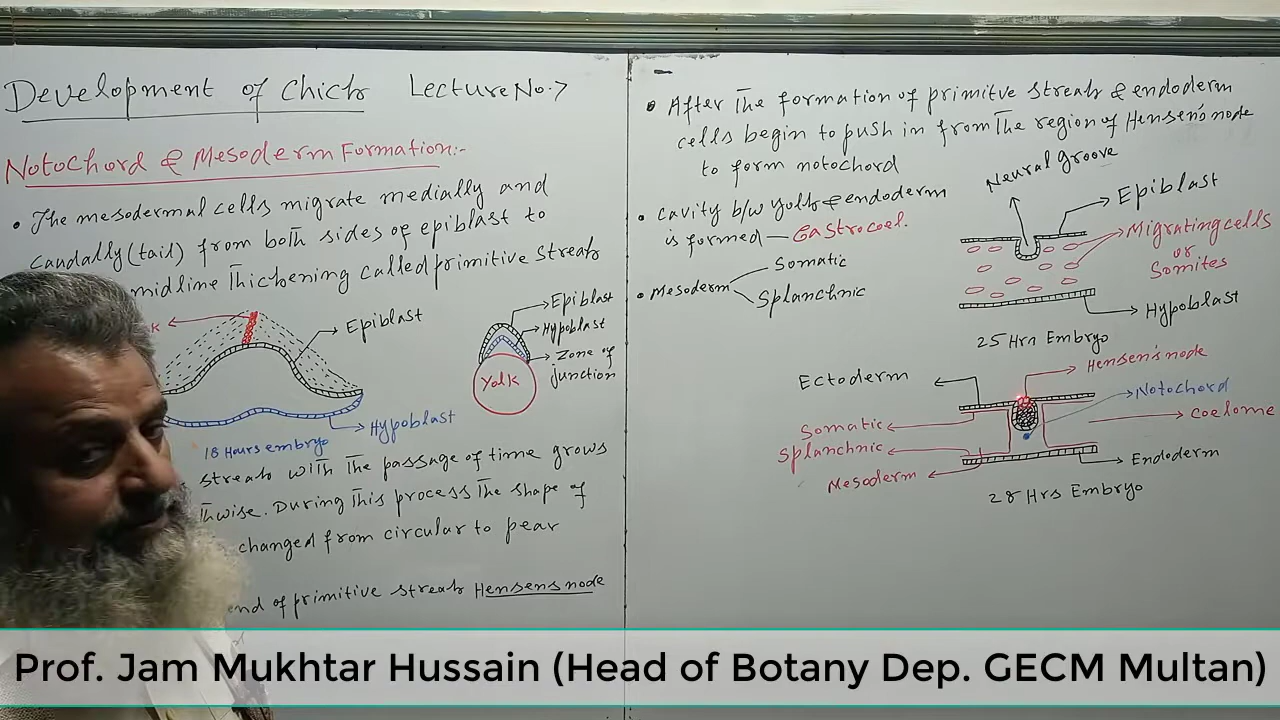 Development of Chick Lecture No. 7
Notochord & Mesoderm Formation:-
• The mesodermal cells migrate medially and
caudally (tail) from both sides of epiblast to
midline thickening called primitive streak
Epiblast
Hypoblast
18 Hours embryo
Epiblast
Hypoblast
Zone of
junction
Yolk
streak with the passage of time grows
thwise. During this process the shape of
changed from circular to pear
end of primitive streak Hensens node
• After the formation of primitve streak & endoderm
cells begin to push in from the region of Hensen's node
to form notochord
• Cavity b/w yolk & endoderm
is formed — Gastrocoel.
• Mesoderm
Somatic
Splanchnic
Neural Groove
Epiblast
Migrating cells
or
Somites
Hypoblast
25 Hrs Embryo
Hensen's node
Ectoderm
Notochord
Coelome
Somatic
Splanchnic
Mesoderm
Endoderm
28 Hrs Embryo
Prof. Jam Mukhtar Hussain (Head of Botany Dep. GECM Multan)